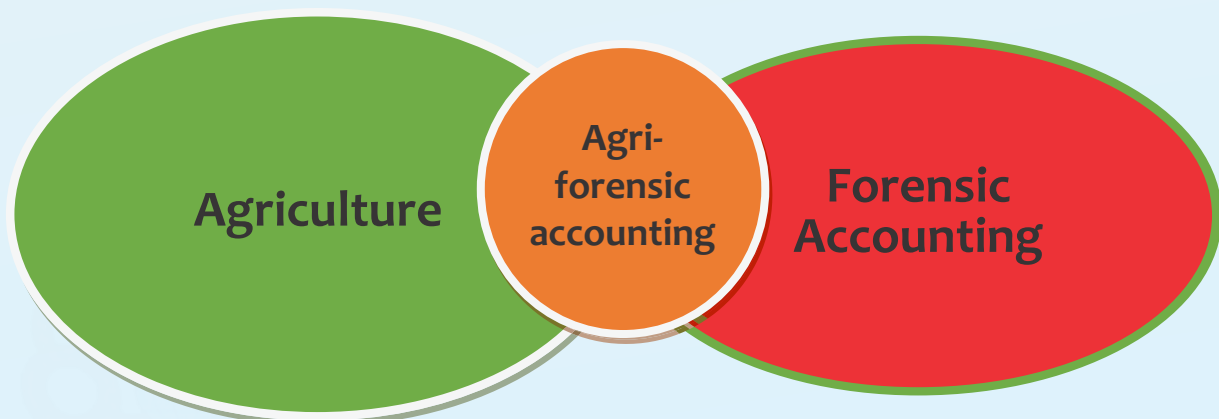 Agriculture
Agri-
forensic
accounting
Forensic
Accounting